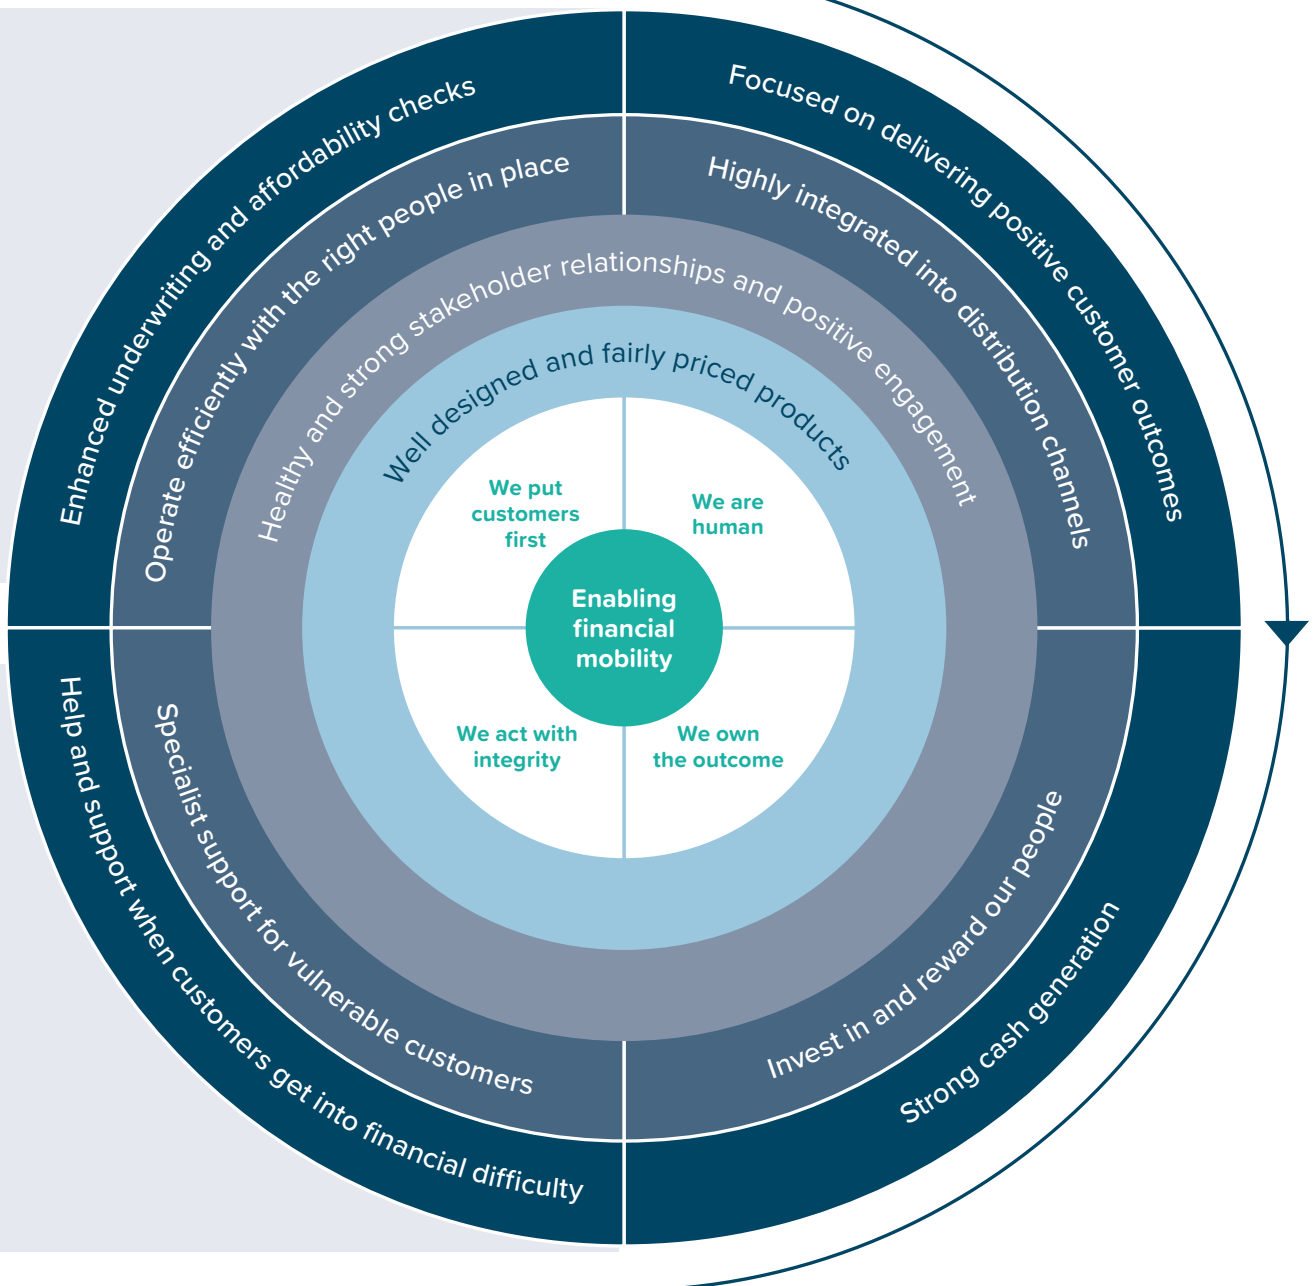 Enhanced underwriting and affordability checks
Focused on delivering positive customer outcomes
Operate efficiently with the right people in place
Highly integrated into distribution channels
Healthy and strong stakeholder relationships and positive engagement
Well designed and fairly priced products
We put
customers
first
We are
human
Enabling
financial
mobility
We act with
integrity
We own
the outcome
Specialist support for vulnerable customers
Invest in and reward our people
Help and support when customers get into financial difficulty
Strong cash generation